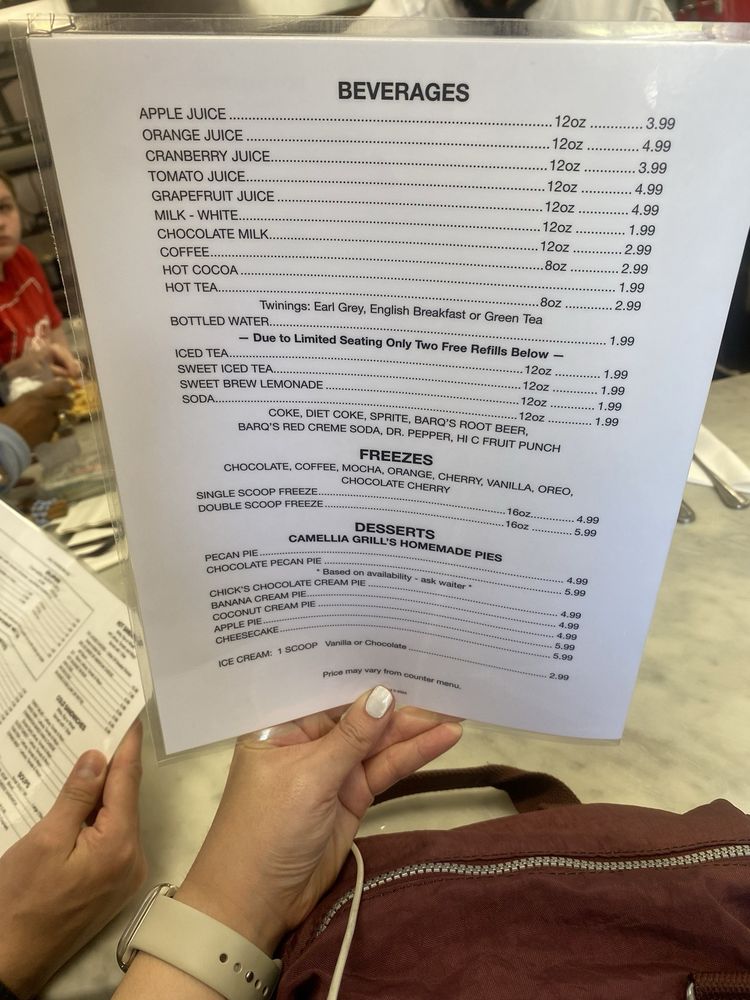 BEVERAGES
APPLE JUICE ........ 12oz ........ 3.99
ORANGE JUICE ........ 12oz ........ 4.99
CRANBERRY JUICE ........ 12oz ........ 3.99
TOMATO JUICE ........ 12oz ........ 4.99
GRAPEFRUIT JUICE ........ 12oz ........ 4.99
MILK - WHITE ........ 12oz ........ 1.99
CHOCOLATE MILK ........ 12oz ........ 2.99
COFFEE ........ 8oz ........ 2.99
HOT COCOA ........ 1.99
HOT TEA ........ 8oz ........ 2.99
Twinings: Earl Grey, English Breakfast or Green Tea
BOTTLED WATER ........ 1.99
— Due to Limited Seating Only Two Free Refills Below —
ICED TEA ........ 12oz ........ 1.99
SWEET ICED TEA ........ 12oz ........ 1.99
SWEET BREW LEMONADE ........ 12oz ........ 1.99
SODA ........ 12oz ........ 1.99
COKE, DIET COKE, SPRITE, BARQ'S ROOT BEER,
BARQ'S RED CREME SODA, DR. PEPPER, HI C FRUIT PUNCH
FREEZES
CHOCOLATE, COFFEE, MOCHA, ORANGE, CHERRY, VANILLA, OREO,
CHOCOLATE CHERRY
SINGLE SCOOP FREEZE ........ 16oz ........ 4.99
DOUBLE SCOOP FREEZE ........ 16oz ........ 5.99
DESSERTS
CAMELLIA GRILL'S HOMEMADE PIES
PECAN PIE ........ 4.99
CHOCOLATE PECAN PIE ........ 5.99
* Based on availability - ask waiter *
CHICK'S CHOCOLATE CREAM PIE ........ 4.99
BANANA CREAM PIE ........ 4.99
COCONUT CREAM PIE ........ 4.99
APPLE PIE ........ 5.99
CHEESECAKE ........ 5.99
ICE CREAM: 1 SCOOP Vanilla or Chocolate ........ 2.99
Price may vary from counter menu.